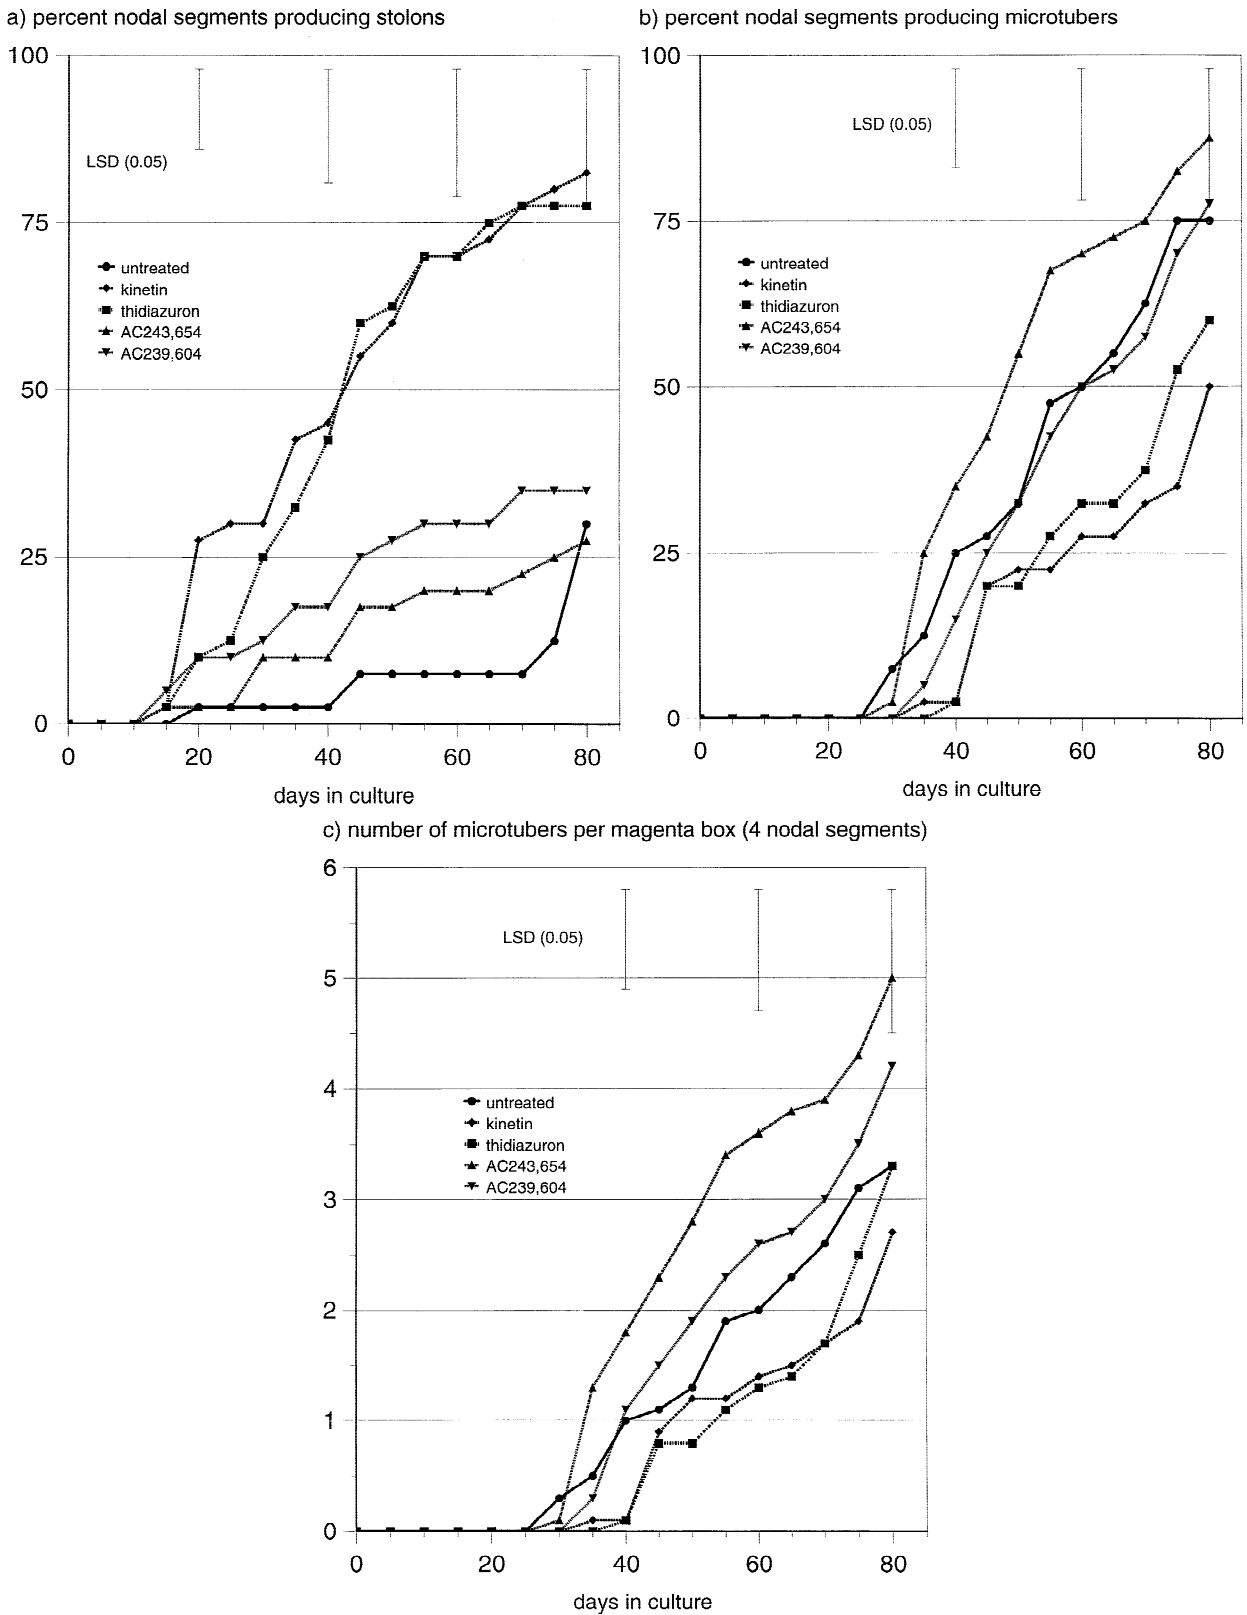 a) percent nodal segments producing stolons
100
75
50
25
0
LSD (0.05)
untreated
kinetin
thidiazuron
AC243,654
AC239,604
0 20 40 60 80
days in culture
b) percent nodal segments producing microtubers
100
75
50
25
0
LSD (0.05)
untreated
kinetin
thidiazuron
AC243,654
AC239,604
0 20 40 60 80
days in culture
c) number of microtubers per magenta box (4 nodal segments)
6
5
4
3
2
1
0
LSD (0.05)
untreated
kinetin
thidiazuron
AC243,654
AC239,604
0 20 40 60 80
days in culture